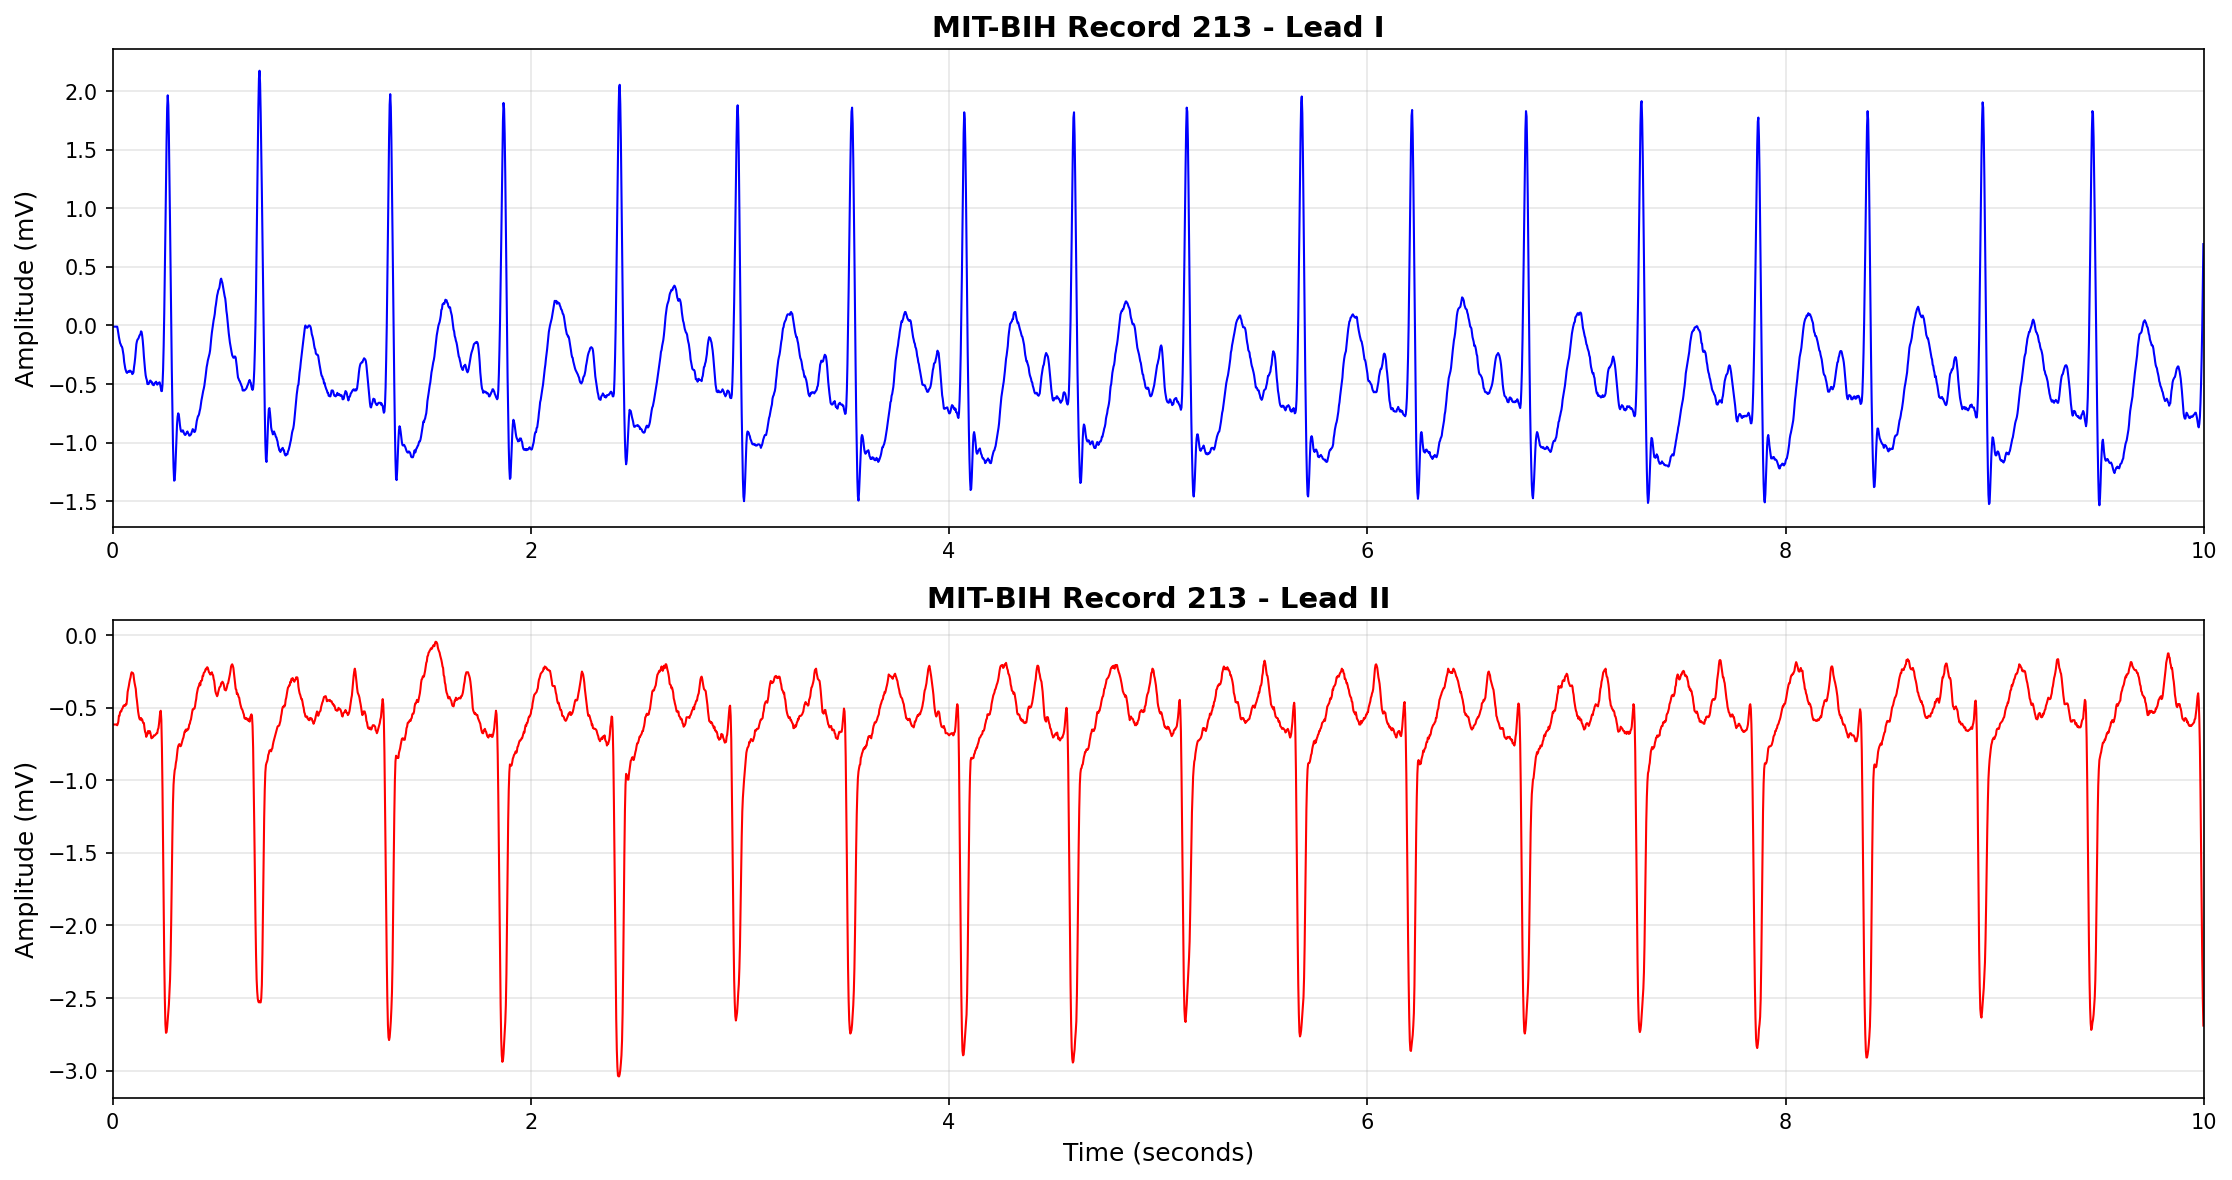 MIT-BIH Record 213 - Lead I
Amplitude (mV)
2.0
1.5
1.0
0.5
0.0
−0.5
−1.0
−1.5
0 2 4 6 8 10
MIT-BIH Record 213 - Lead II
Amplitude (mV)
0.0
−0.5
−1.0
−1.5
−2.0
−2.5
−3.0
0 2 4 6 8 10
Time (seconds)